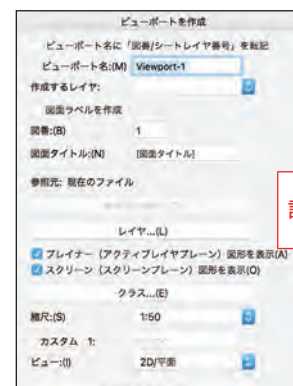 ビューポートを作成
ビューポート名に「図番/シートレイヤ番号」を転記
ビューポート名:(M) Viewport-1
作成するレイヤ:
図面ラベルを作成
図番:(B) 1
図面タイトル:(N) [図面タイトル]
参照元: 現在のファイル
レイヤ...(L)
プレイナー（アクティブレイヤプレーン）図形を表示(A)
スクリーン（スクリーンプレーン）図形を表示(O)
クラス...(E)
縮尺:(S) 1:50
カスタム 1:
ビュー:(I) 2D/平面